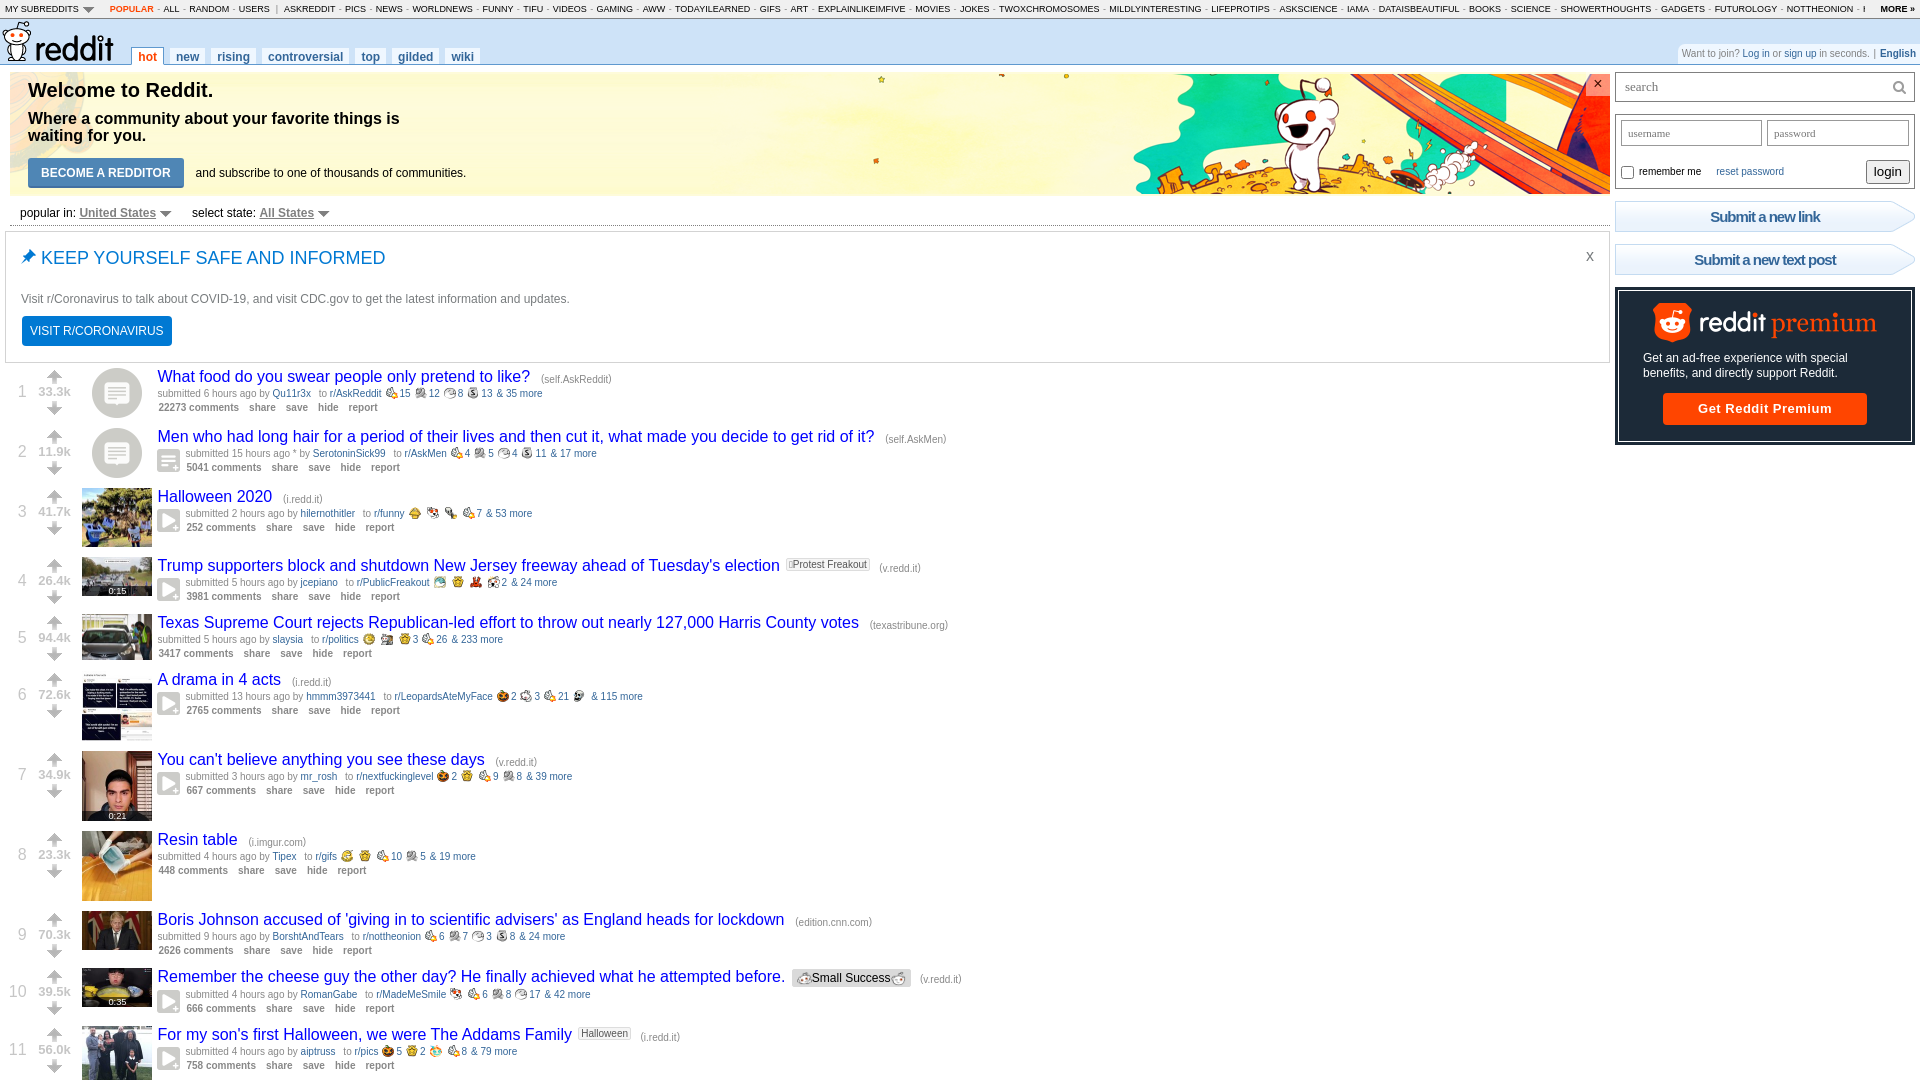 MY SUBREDDITS POPULAR - ALL - RANDOM - USERS | ASKREDDIT - PICS - NEWS - WORLDNEWS - FUNNY - TIFU - VIDEOS - GAMING - AWW - TODAYILEARNED - GIFS - ART - EXPLAINLIKEIMFIVE - MOVIES - JOKES - TWOXCHROMOSOMES - MILDLYINTERESTING - LIFEPROTIPS - ASKSCIENCE - IAMA - DATAISBEAUTIFUL - BOOKS - SCIENCE - SHOWERTHOUGHTS - GADGETS - FUTUROLOGY - NOTTHEONION - MORE »
reddit hot new rising controversial top gilded wiki
Want to join? Log in or sign up in seconds. | English
Welcome to Reddit.
Where a community about your favorite things is
waiting for you.
BECOME A REDDITOR and subscribe to one of thousands of communities.
×
search
username password
remember me reset password login
Submit a new link
Submit a new text post
reddit premium
Get an ad-free experience with special
benefits, and directly support Reddit.
Get Reddit Premium
popular in: United States select state: All States
KEEP YOURSELF SAFE AND INFORMED
x
Visit r/Coronavirus to talk about COVID-19, and visit CDC.gov to get the latest information and updates.
VISIT R/CORONAVIRUS
1 33.3k What food do you swear people only pretend to like? (self.AskReddit)
submitted 6 hours ago by Qu11r3x to r/AskReddit 15 12 8 13 & 35 more
22273 comments share save hide report
2 11.9k Men who had long hair for a period of their lives and then cut it, what made you decide to get rid of it? (self.AskMen)
submitted 15 hours ago * by SerotoninSick99 to r/AskMen 4 5 4 11 & 17 more
5041 comments share save hide report
3 41.7k Halloween 2020 (i.redd.it)
submitted 2 hours ago by hilernothitler to r/funny 7 & 53 more
252 comments share save hide report
4 26.4k Trump supporters block and shutdown New Jersey freeway ahead of Tuesday's election Protest Freakout (v.redd.it)
0:15
submitted 5 hours ago by jcepiano to r/PublicFreakout 2 & 24 more
3981 comments share save hide report
5 94.4k Texas Supreme Court rejects Republican-led effort to throw out nearly 127,000 Harris County votes (texastribune.org)
submitted 5 hours ago by slaysia to r/politics 3 26 & 233 more
3417 comments share save hide report
6 72.6k A drama in 4 acts (i.redd.it)
submitted 13 hours ago by hmmm3973441 to r/LeopardsAteMyFace 2 3 21 & 115 more
2765 comments share save hide report
7 34.9k You can't believe anything you see these days (v.redd.it)
submitted 3 hours ago by mr_rosh to r/nextfuckinglevel 2 9 8 & 39 more
667 comments share save hide report
0:21
8 23.3k Resin table (i.imgur.com)
submitted 4 hours ago by Tipex to r/gifs 10 5 & 19 more
448 comments share save hide report
9 70.3k Boris Johnson accused of 'giving in to scientific advisers' as England heads for lockdown (edition.cnn.com)
submitted 9 hours ago by BorshtAndTears to r/nottheonion 6 7 3 8 & 24 more
2626 comments share save hide report
10 39.5k Remember the cheese guy the other day? He finally achieved what he attempted before. Small Success (v.redd.it)
0:35
submitted 4 hours ago by RomanGabe to r/MadeMeSmile 6 8 17 & 42 more
666 comments share save hide report
11 56.0k For my son's first Halloween, we were The Addams Family Halloween (i.redd.it)
submitted 4 hours ago by aiptruss to r/pics 5 2 8 & 79 more
758 comments share save hide report